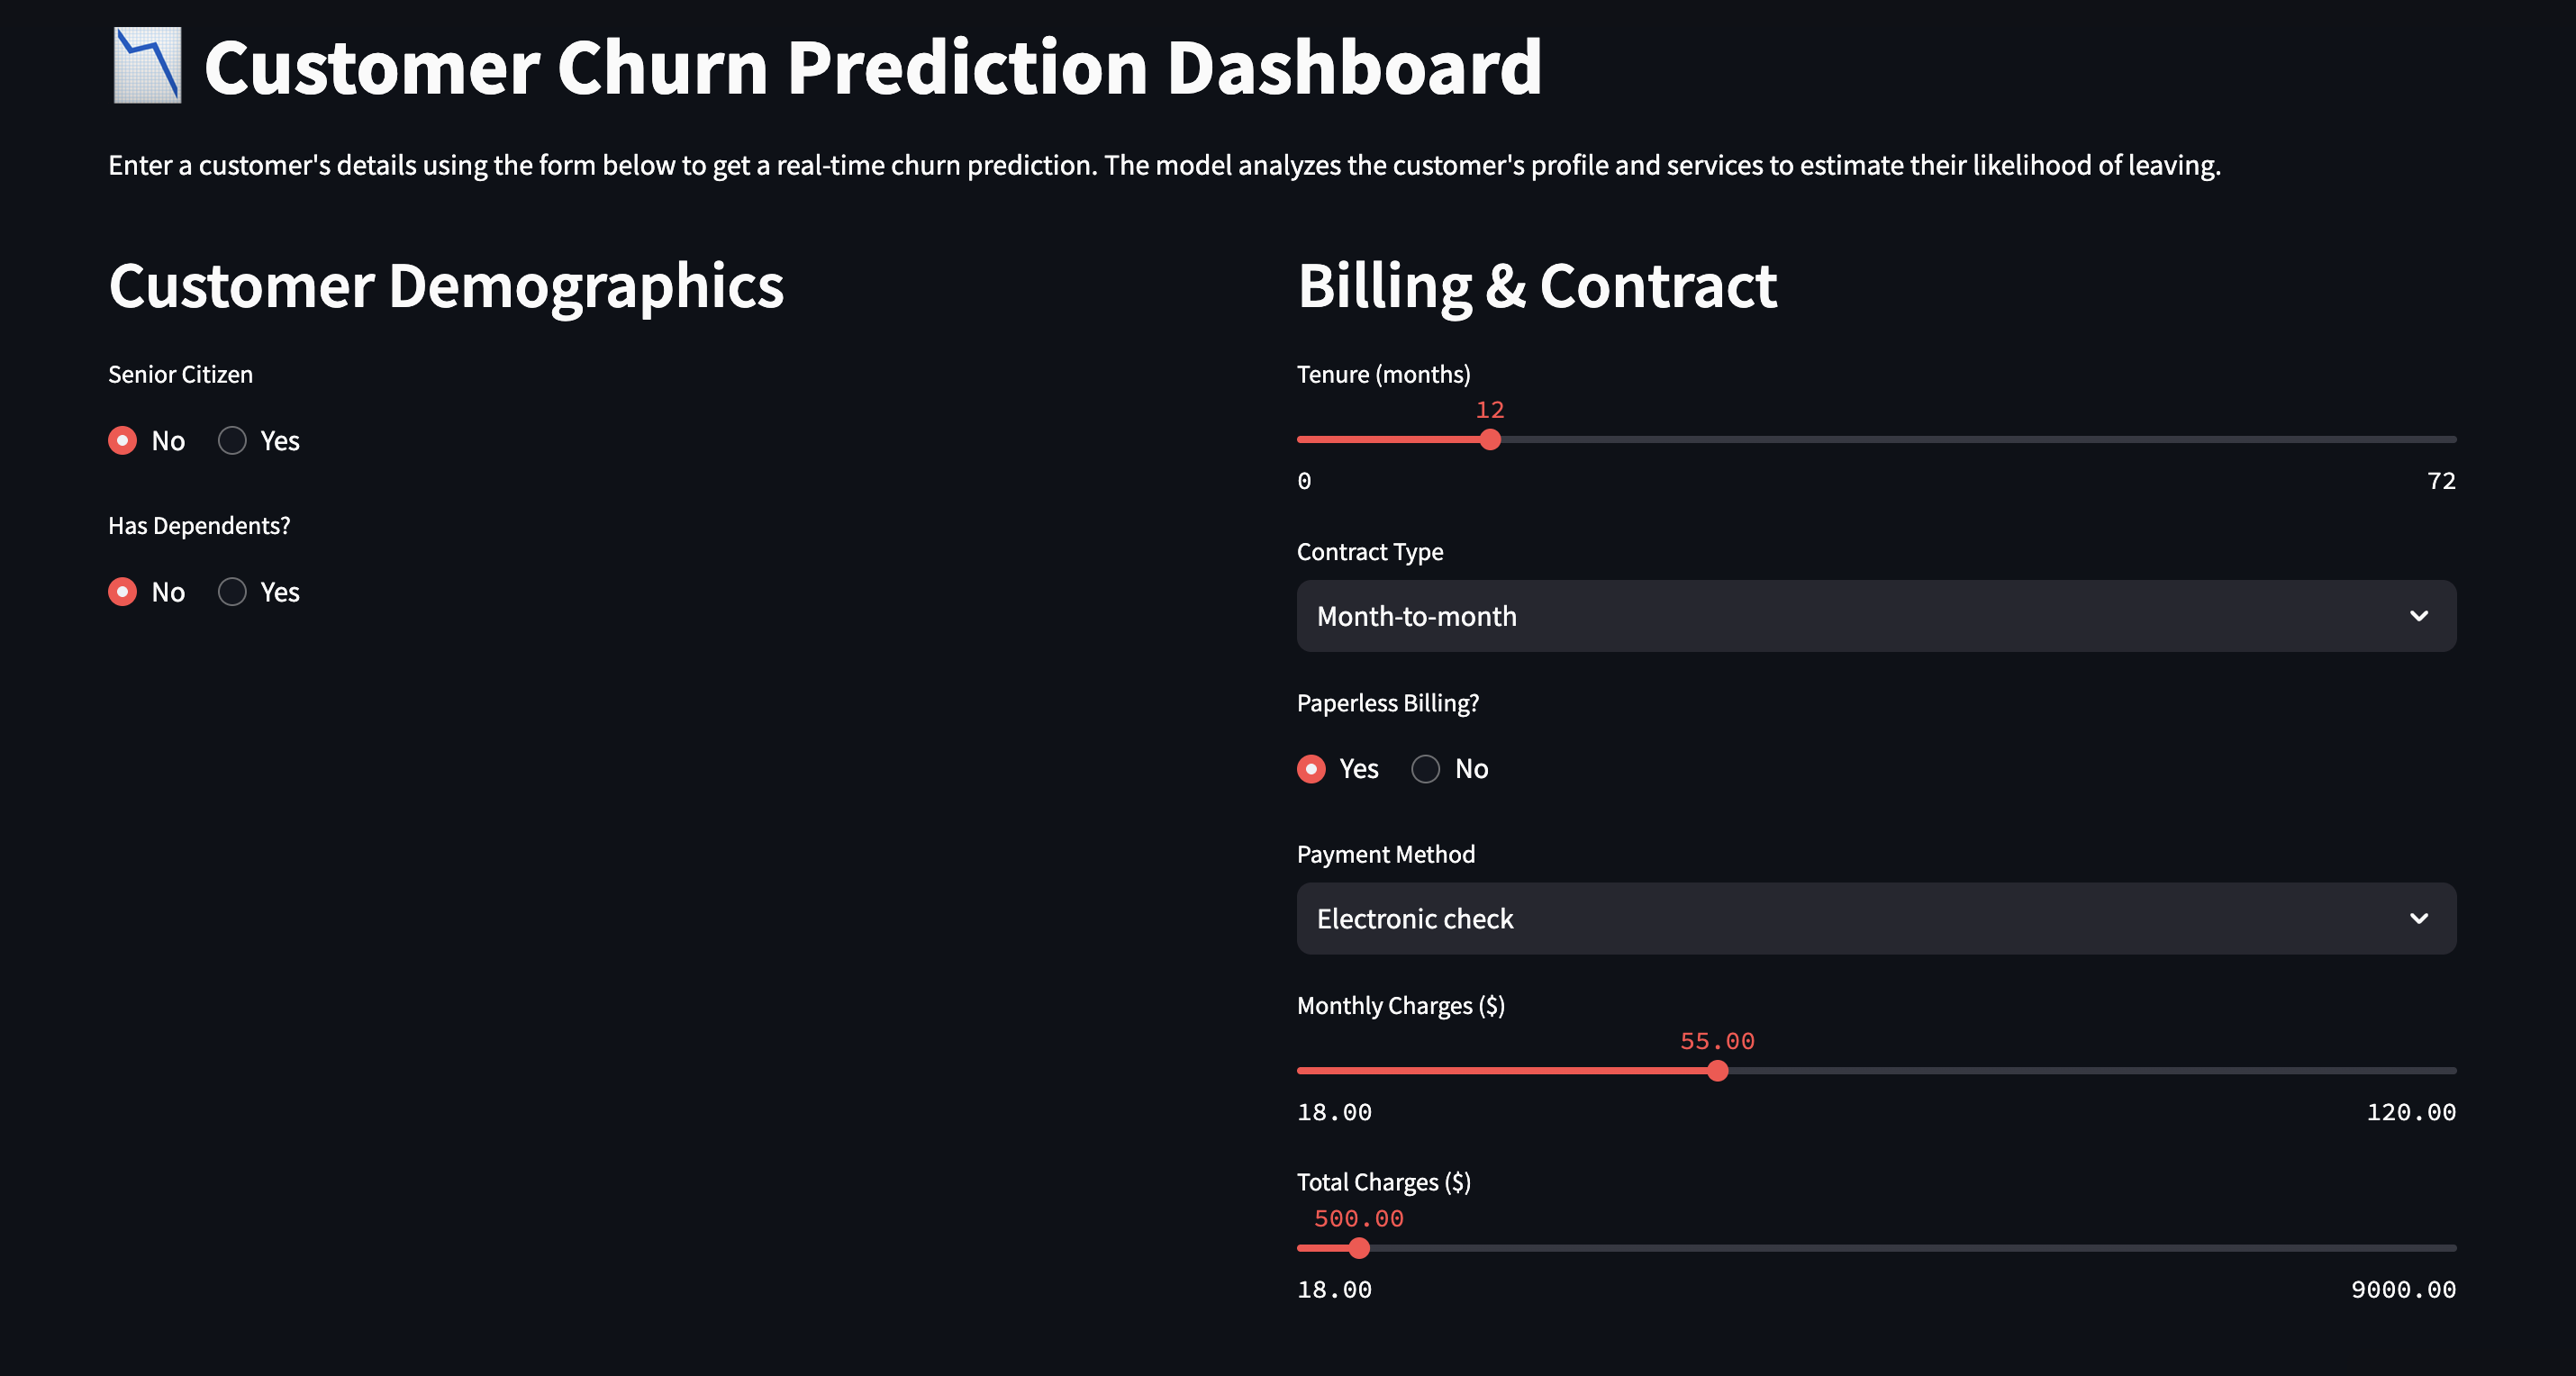 Customer Churn Prediction Dashboard
Enter a customer's details using the form below to get a real-time churn prediction. The model analyzes the customer's profile and services to estimate their likelihood of leaving.
Customer Demographics
Senior Citizen
No Yes
Has Dependents?
No Yes
Billing & Contract
Tenure (months)
12
0 72
Contract Type
Month-to-month
Paperless Billing?
Yes No
Payment Method
Electronic check
Monthly Charges ($)
55.00
18.00 120.00
Total Charges ($)
500.00
18.00 9000.00